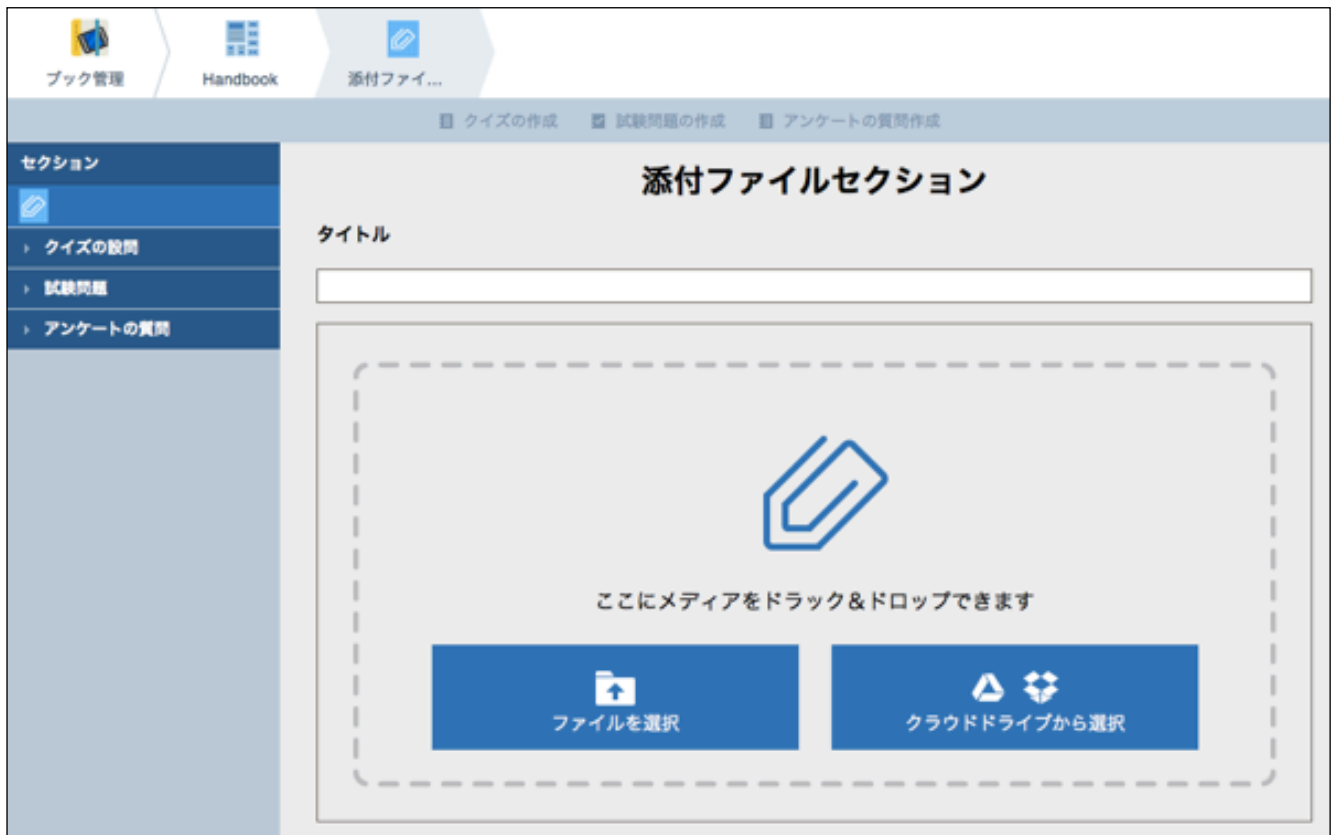 ブック管理
Handbook
添付ファイ...
クイズの作成
試験問題の作成
アンケートの質問作成
セクション
クイズの設問
試験問題
アンケートの質問
添付ファイルセクション
タイトル
ここにメディアをドラック&ドロップできます
ファイルを選択
クラウドドライブから選択